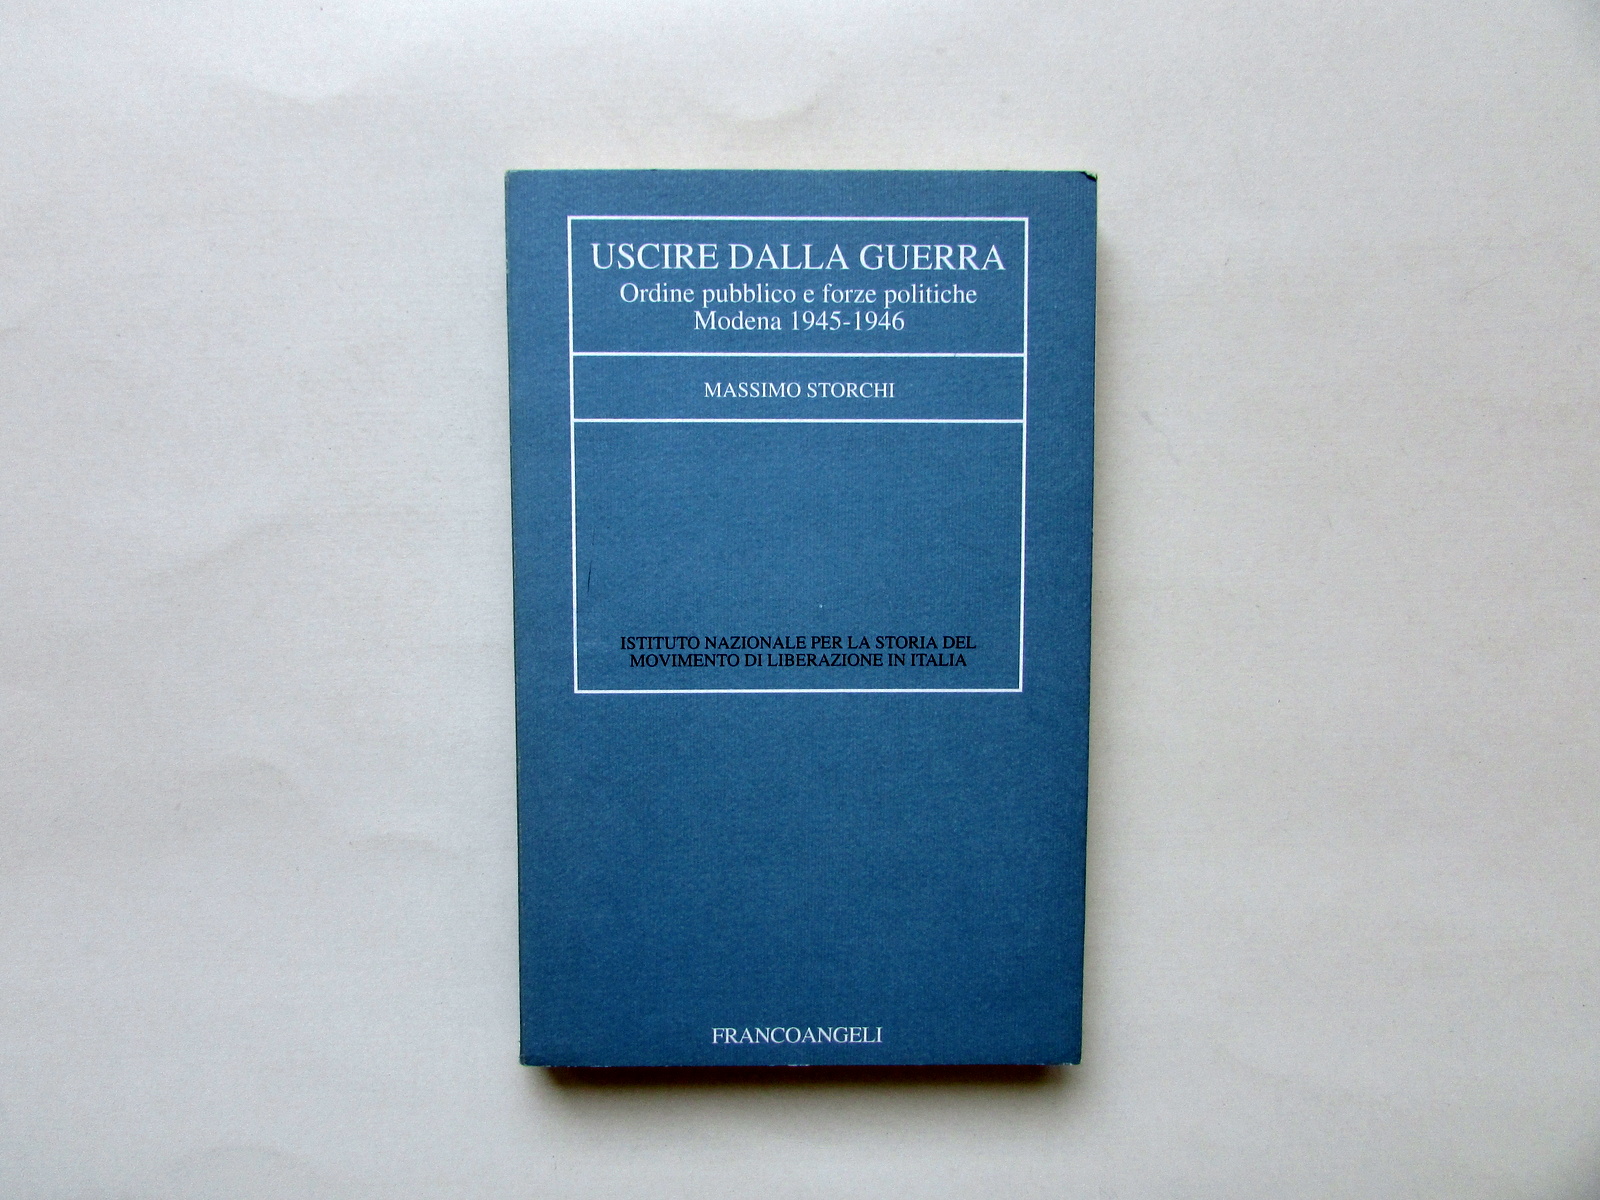 USCIRE DALLA GUERRA
Ordine pubblico e forze politiche
Modena 1945-1946
MASSIMO STORCHI
ISTITUTO NAZIONALE PER LA STORIA DEL
MOVIMENTO DI LIBERAZIONE IN ITALIA
FRANCOANGELI